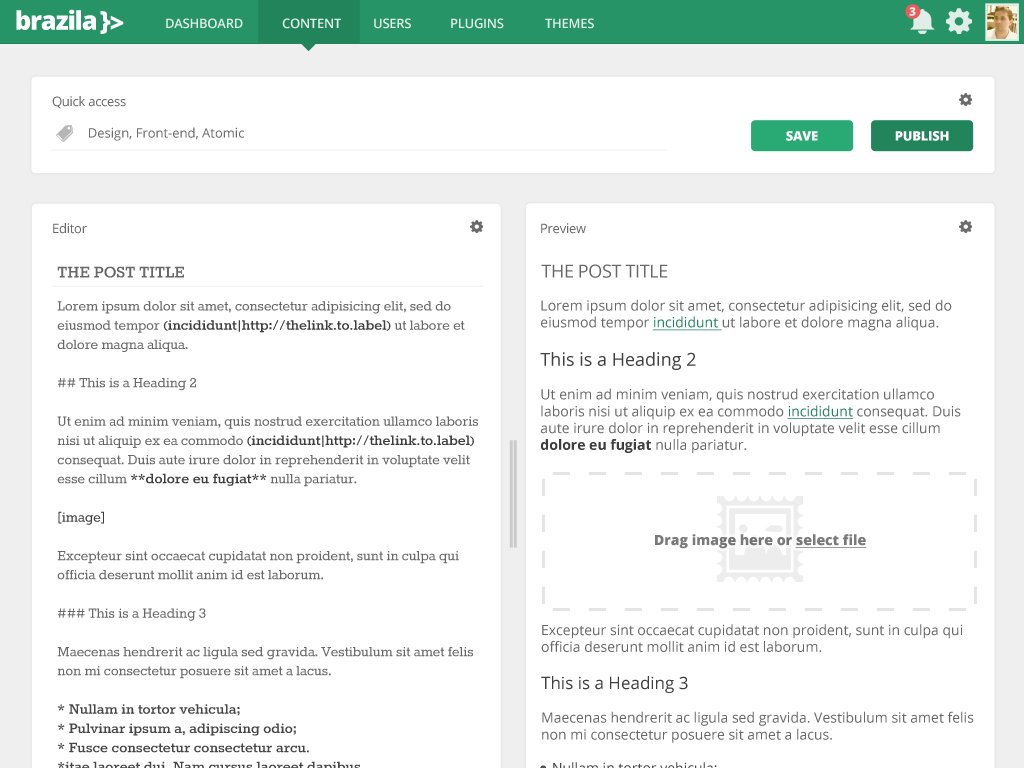 brazila}>
DASHBOARD
CONTENT
USERS
PLUGINS
THEMES
3
Quick access
Design, Front-end, Atomic
SAVE
PUBLISH
Editor
THE POST TITLE
Lorem ipsum dolor sit amet, consectetur adipisicing elit, sed do
eiusmod tempor (incididunt|http://thelink.to.label) ut labore et
dolore magna aliqua.
## This is a Heading 2
Ut enim ad minim veniam, quis nostrud exercitation ullamco laboris
nisi ut aliquip ex ea commodo (incididunt|http://thelink.to.label)
consequat. Duis aute irure dolor in reprehenderit in voluptate velit
esse cillum **dolore eu fugiat** nulla pariatur.
[image]
Excepteur sint occaecat cupidatat non proident, sunt in culpa qui
officia deserunt mollit anim id est laborum.
### This is a Heading 3
Maecenas hendrerit ac ligula sed gravida. Vestibulum sit amet felis
non mi consectetur posuere sit amet a lacus.
* Nullam in tortor vehicula;
* Pulvinar ipsum a, adipiscing odio;
* Fusce consectetur consectetur arcu.
*itae laoreet dui. Nam cursus laoreet dapibus.
Preview
THE POST TITLE
Lorem ipsum dolor sit amet, consectetur adipisicing elit, sed do
eiusmod tempor incididunt ut labore et dolore magna aliqua.
This is a Heading 2
Ut enim ad minim veniam, quis nostrud exercitation ullamco
laboris nisi ut aliquip ex ea commodo incididunt consequat. Duis
aute irure dolor in reprehenderit in voluptate velit esse cillum
dolore eu fugiat nulla pariatur.
Drag image here or select file
Excepteur sint occaecat cupidatat non proident, sunt in culpa qui
officia deserunt mollit anim id est laborum.
This is a Heading 3
Maecenas hendrerit ac ligula sed gravida. Vestibulum sit amet felis
non mi consectetur posuere sit amet a lacus.
• Nullam in tortor vehicula;